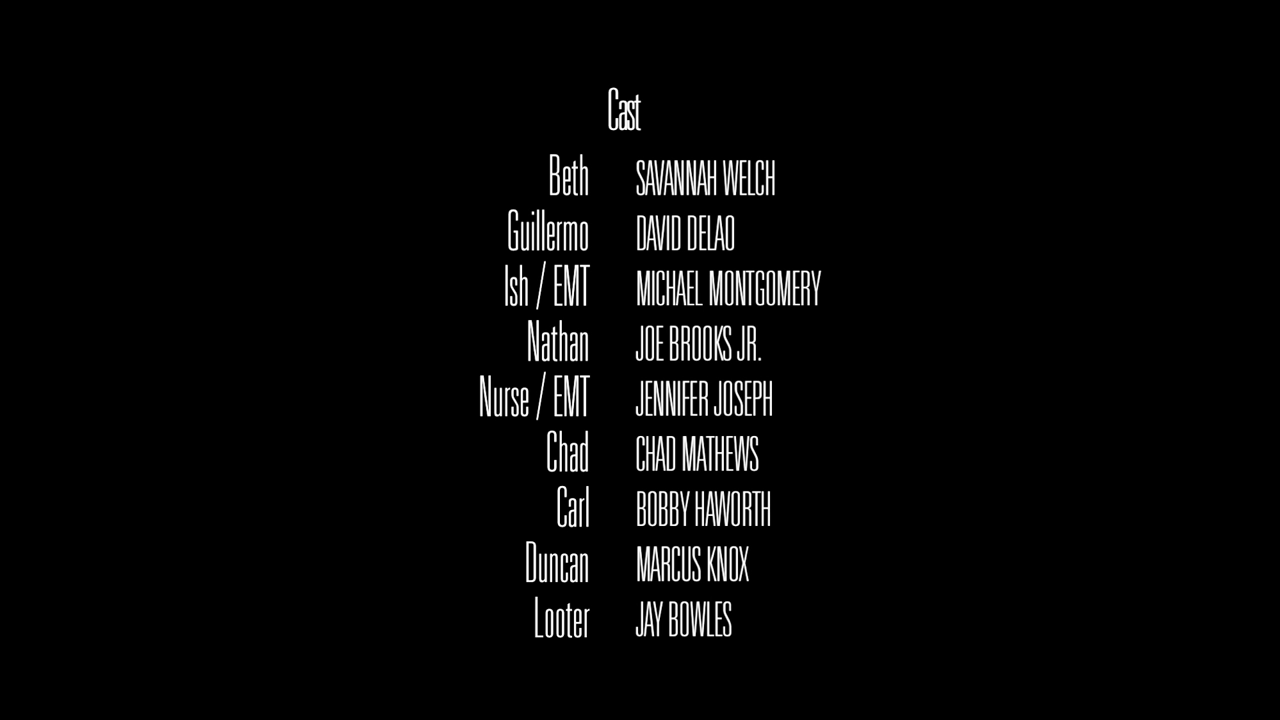 Cast
Beth SAVANNAH WELCH
Guillermo DAVID DELAO
Ish / EMT MICHAEL MONTGOMERY
Nathan JOE BROOKS JR.
Nurse / EMT JENNIFER JOSEPH
Chad CHAD MATHEWS
Carl BOBBY HAWORTH
Duncan MARCUS KNOX
Looter JAY BOWLES